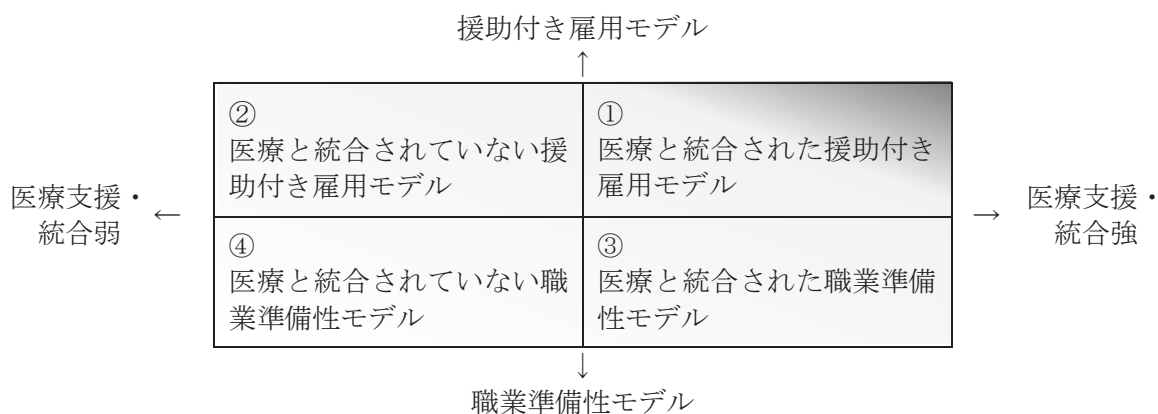 援助付き雇用モデル
↑
②
医療と統合されていない援
助付き雇用モデル
①
医療と統合された援助付き
雇用モデル
医療支援・
統合弱
←
→
医療支援・
統合強
④
医療と統合されていない職
業準備性モデル
③
医療と統合された職業準備
性モデル
↓
職業準備性モデル